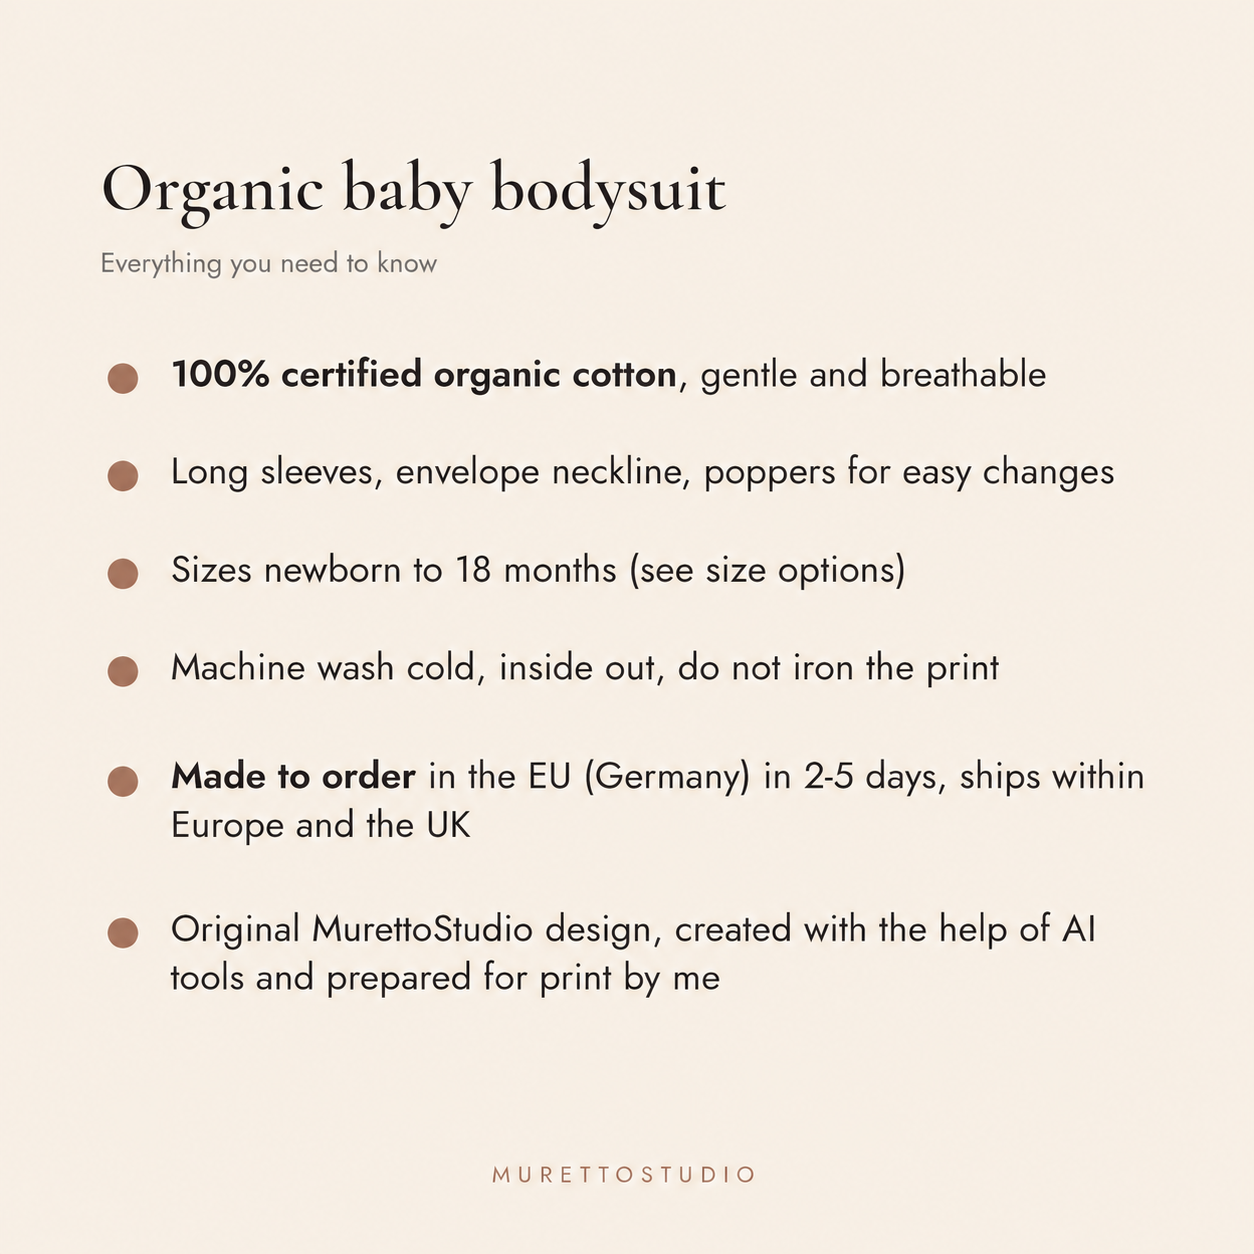 Organic baby bodysuit
Everything you need to know
100% certified organic cotton, gentle and breathable
Long sleeves, envelope neckline, poppers for easy changes
Sizes newborn to 18 months (see size options)
Machine wash cold, inside out, do not iron the print
Made to order in the EU (Germany) in 2-5 days, ships within
Europe and the UK
Original MurettoStudio design, created with the help of AI
tools and prepared for print by me
MURETTOSTUDIO